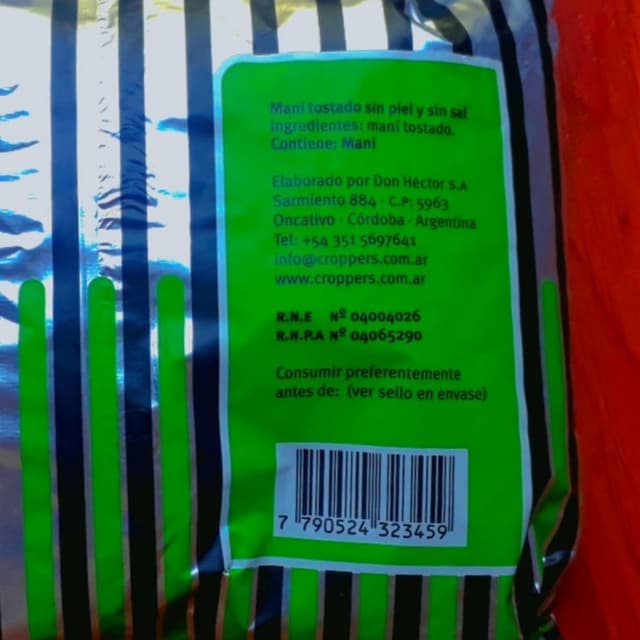 Maní tostado sin piel y sin sal
Ingredientes: maní tostado.
Contiene: Maní
Elaborado por Don Héctor S.A
Sarmiento 884 · C.P: 5963
Oncativo · Córdoba · Argentina
Tel: +54 351 5697641
info@croppers.com.ar
www.croppers.com.ar
R.N.E Nº 04004026
R.N.P.A Nº 04065290
Consumir preferentemente
antes de: (ver sello en envase)
7 790524 323459